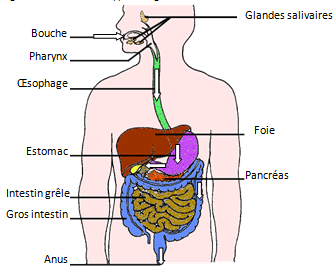 Glandes salivaires
Bouche
Pharynx
Œsophage
Foie
Estomac
Pancréas
Intestin grêle
Gros intestin
Anus